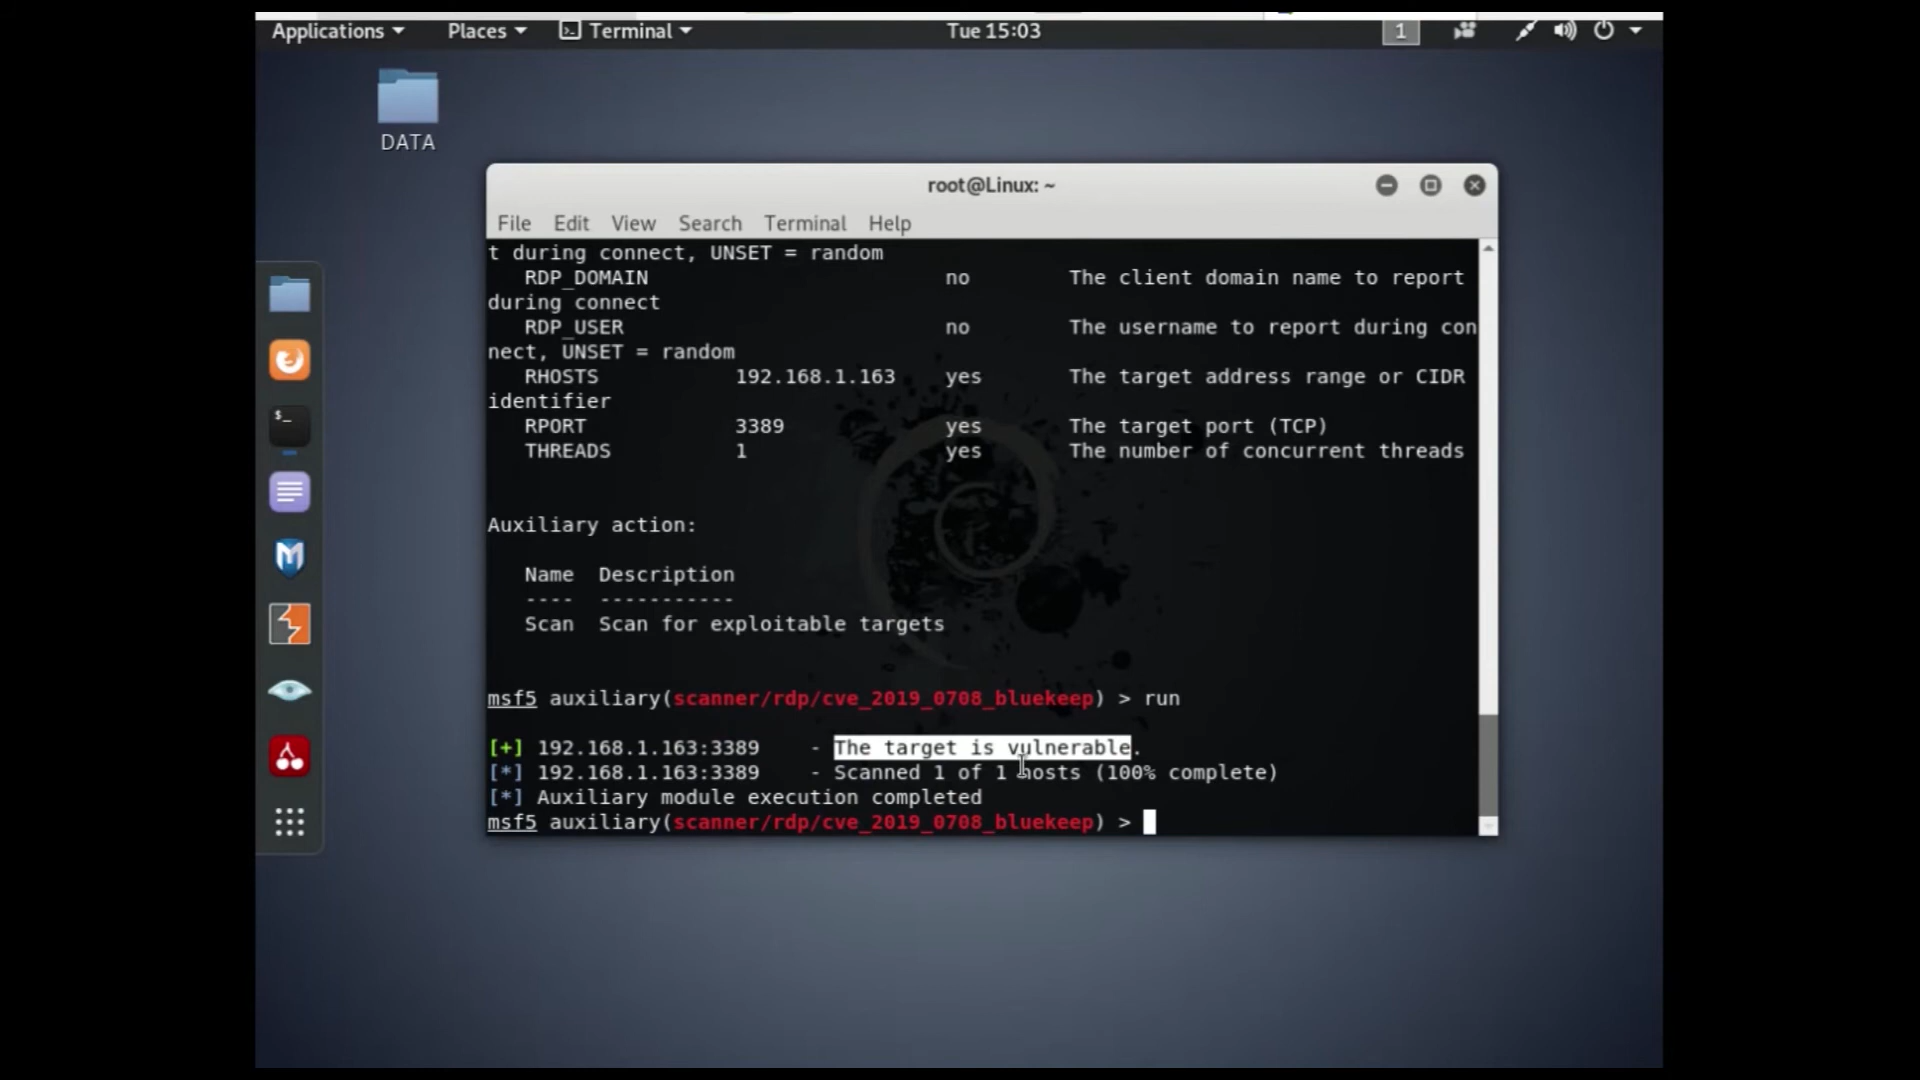 Applications Places Terminal Tue 15:03 1
DATA
root@Linux: ~
File Edit View Search Terminal Help
t during connect, UNSET = random
RDP_DOMAIN no The client domain name to report
during connect
RDP_USER no The username to report during con
nect, UNSET = random
RHOSTS 192.168.1.163 yes The target address range or CIDR
identifier
RPORT 3389 yes The target port (TCP)
THREADS 1 yes The number of concurrent threads
Auxiliary action:
Name Description
---- -----------
Scan Scan for exploitable targets
msf5 auxiliary(scanner/rdp/cve_2019_0708_bluekeep) > run
[+] 192.168.1.163:3389 - The target is vulnerable.
[*] 192.168.1.163:3389 - Scanned 1 of 1 hosts (100% complete)
[*] Auxiliary module execution completed
msf5 auxiliary(scanner/rdp/cve_2019_0708_bluekeep) >